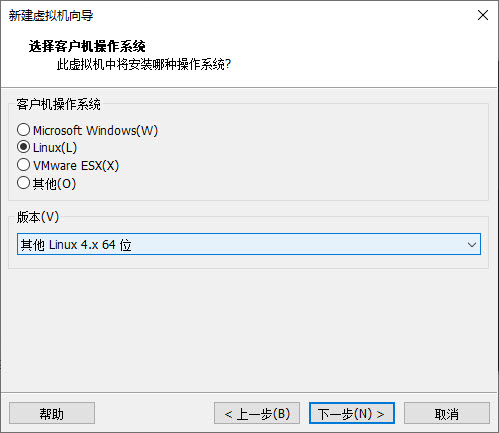 新建虚拟机向导
选择客户机操作系统
此虚拟机中将安装哪种操作系统?
客户机操作系统
Microsoft Windows(W)
Linux(L)
VMware ESX(X)
其他(O)
版本(V)
其他 Linux 4.x 64 位
帮助
< 上一步(B)
下一步(N) >
取消